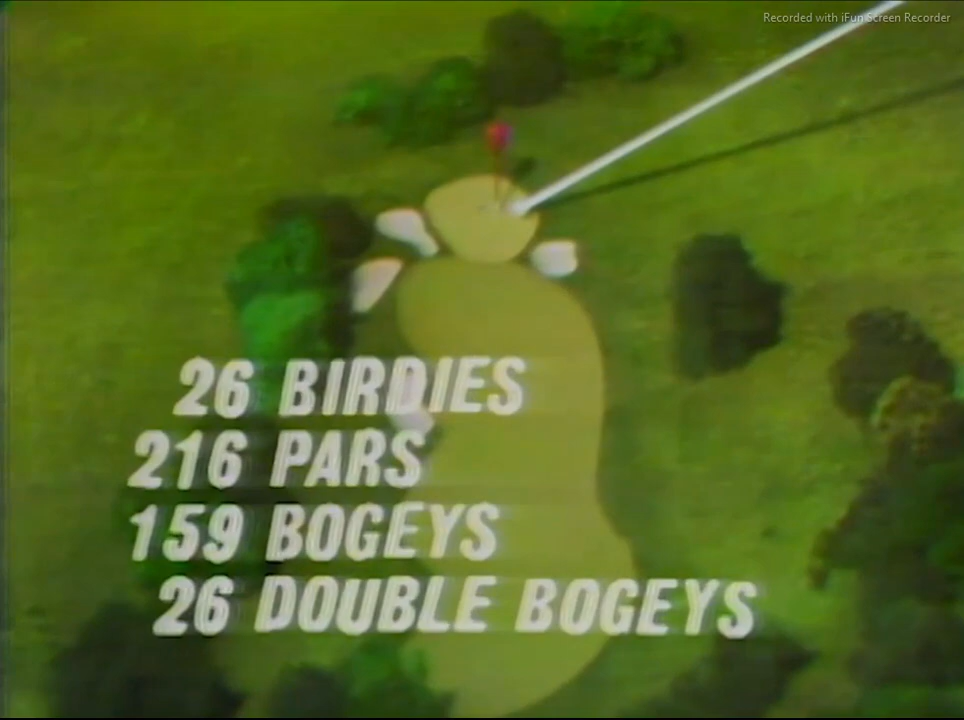 Recorded with iFun Screen Recorder
26 BIRDIES
216 PARS
159 BOGEYS
26 DOUBLE BOGEYS